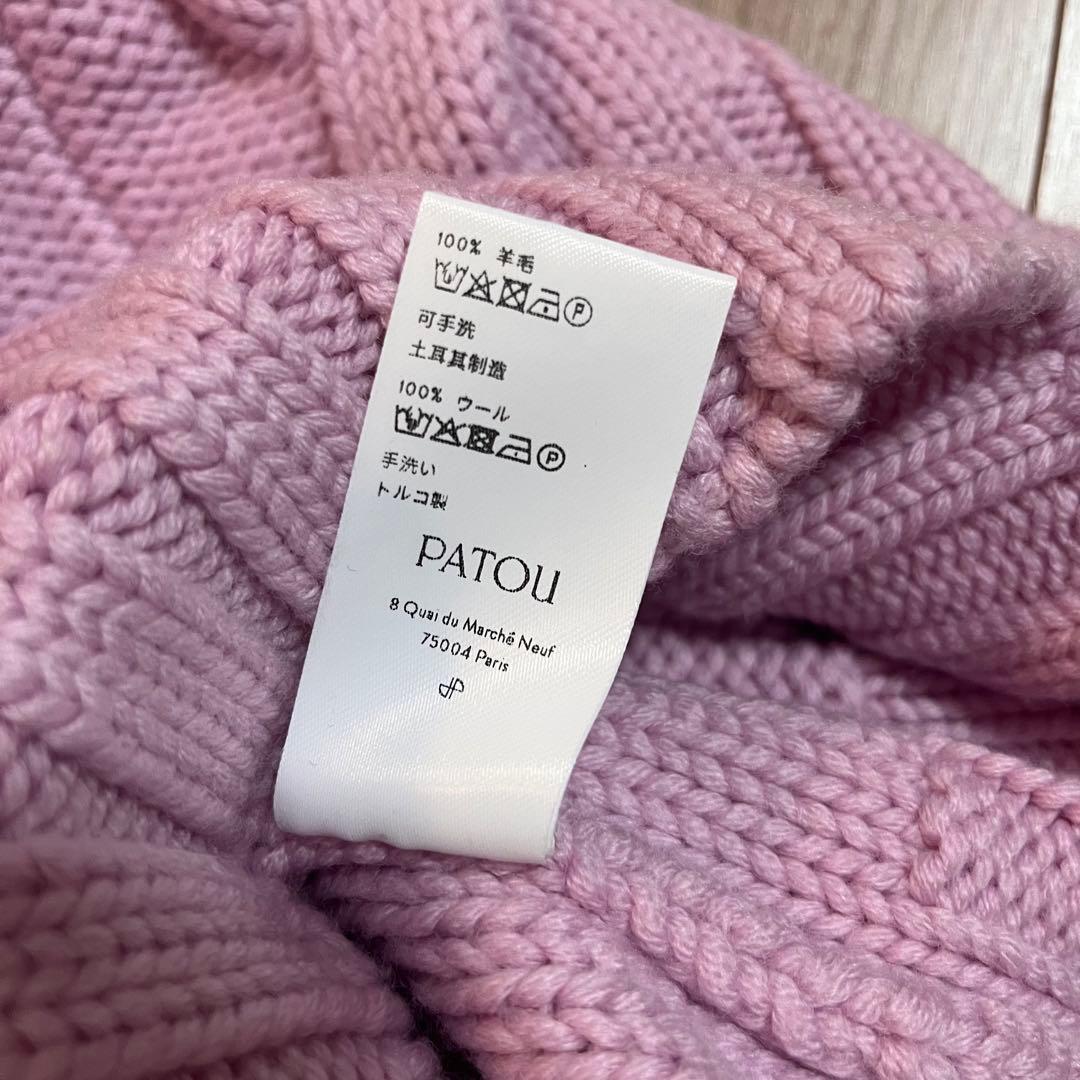 100% 羊毛
P
可手洗
土耳其制造
100% ウール
P
手洗い
トルコ製
PATOU
8 Quai du Marché Neuf
75004 Paris
JP